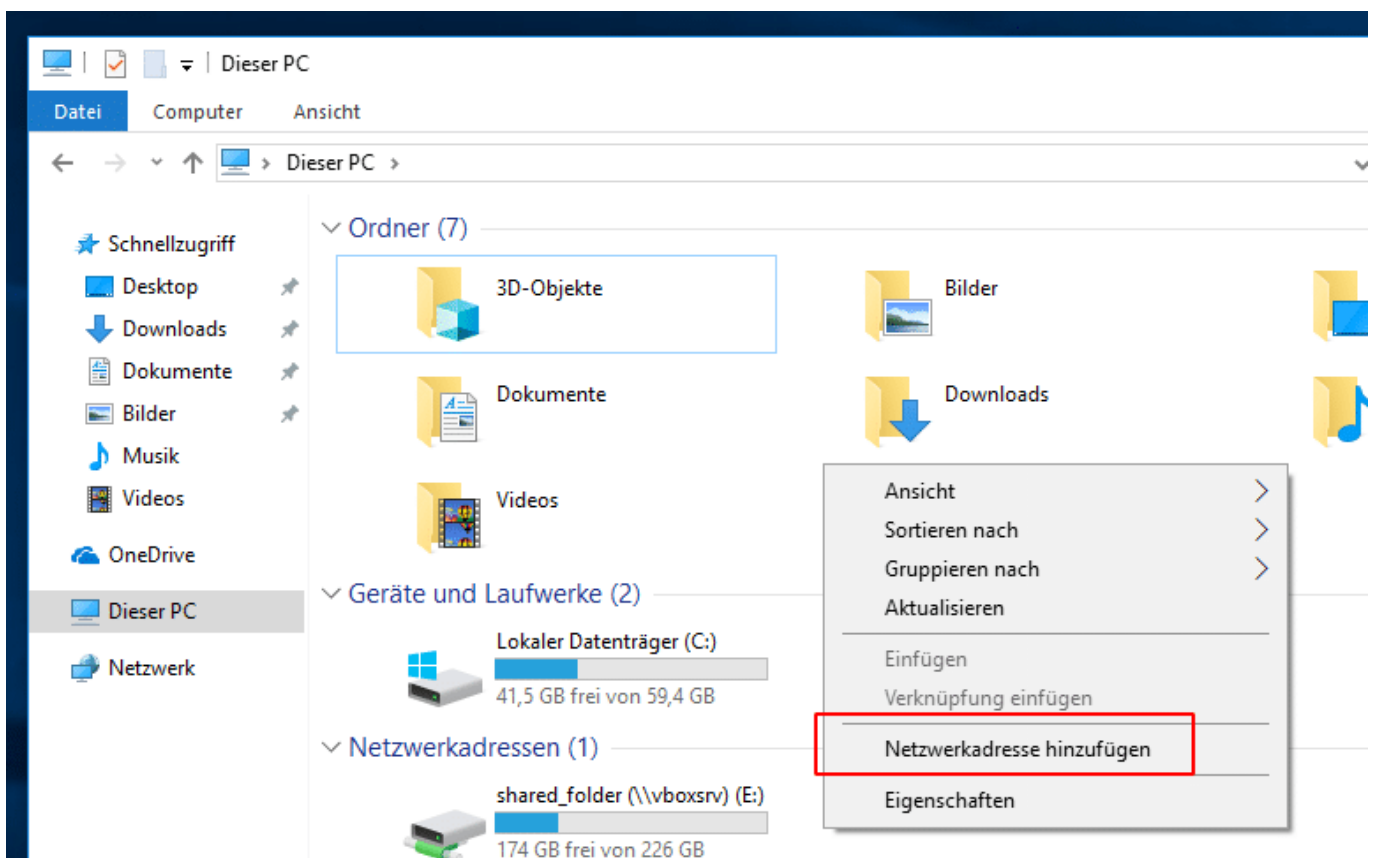 Dieser PC
Datei Computer Ansicht
Dieser PC
Schnellzugriff
Desktop
Downloads
Dokumente
Bilder
Musik
Videos
OneDrive
Dieser PC
Netzwerk
Ordner (7)
3D-Objekte
Bilder
Dokumente
Downloads
Videos
Geräte und Laufwerke (2)
Lokaler Datenträger (C:)
41,5 GB frei von 59,4 GB
Netzwerkadressen (1)
shared_folder (\\vboxsrv) (E:)
174 GB frei von 226 GB
Ansicht
Sortieren nach
Gruppieren nach
Aktualisieren
Einfügen
Verknüpfung einfügen
Netzwerkadresse hinzufügen
Eigenschaften